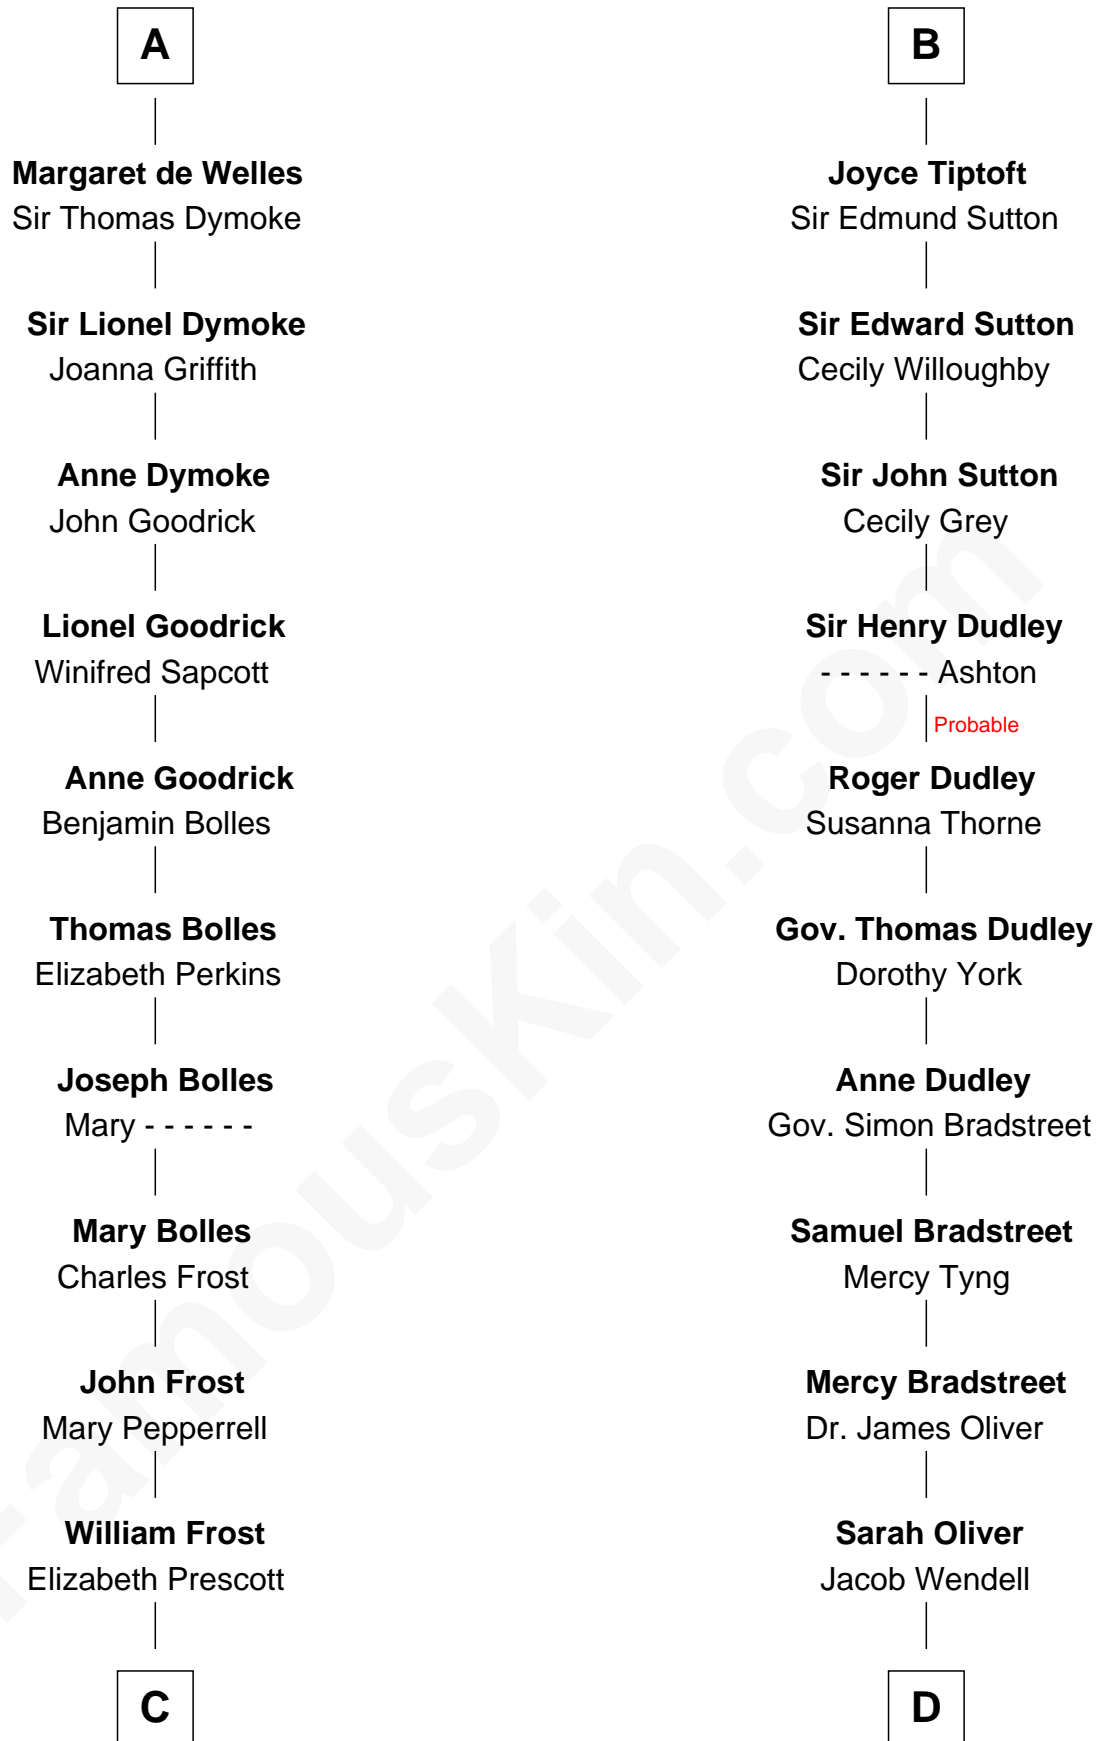 A
Margaret de Welles
Sir Thomas Dymoke
Sir Lionel Dymoke
Joanna Griffith
Anne Dymoke
John Goodrick
Lionel Goodrick
Winifred Sapcott
Anne Goodrick
Benjamin Bolles
Thomas Bolles
Elizabeth Perkins
Joseph Bolles
Mary - - - - - -
Mary Bolles
Charles Frost
John Frost
Mary Pepperrell
William Frost
Elizabeth Prescott
C
B
Joyce Tiptoft
Sir Edmund Sutton
Sir Edward Sutton
Cecily Willoughby
Sir John Sutton
Cecily Grey
Sir Henry Dudley
- - - - - - Ashton
Probable
Roger Dudley
Susanna Thorne
Gov. Thomas Dudley
Dorothy York
Anne Dudley
Gov. Simon Bradstreet
Samuel Bradstreet
Mercy Tyng
Mercy Bradstreet
Dr. James Oliver
Sarah Oliver
Jacob Wendell
D
FamousKin.com